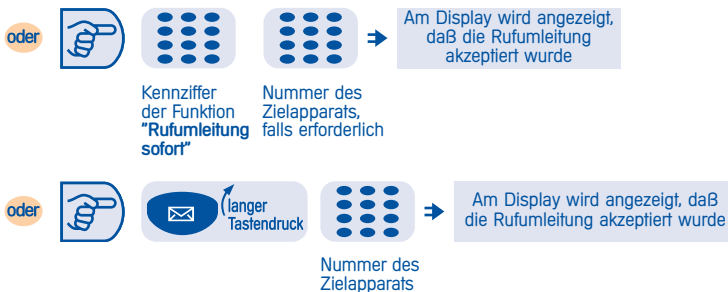 oder
Am Display wird angezeigt,
daß die Rufumleitung
akzeptiert wurde
Kennziffer
der Funktion
"Rufumleitung
sofort"
Nummer des
Zielapparats,
falls erforderlich
oder
langer
Tastendruck
Am Display wird angezeigt, daß
die Rufumleitung akzeptiert wurde
Nummer des
Zielapparats